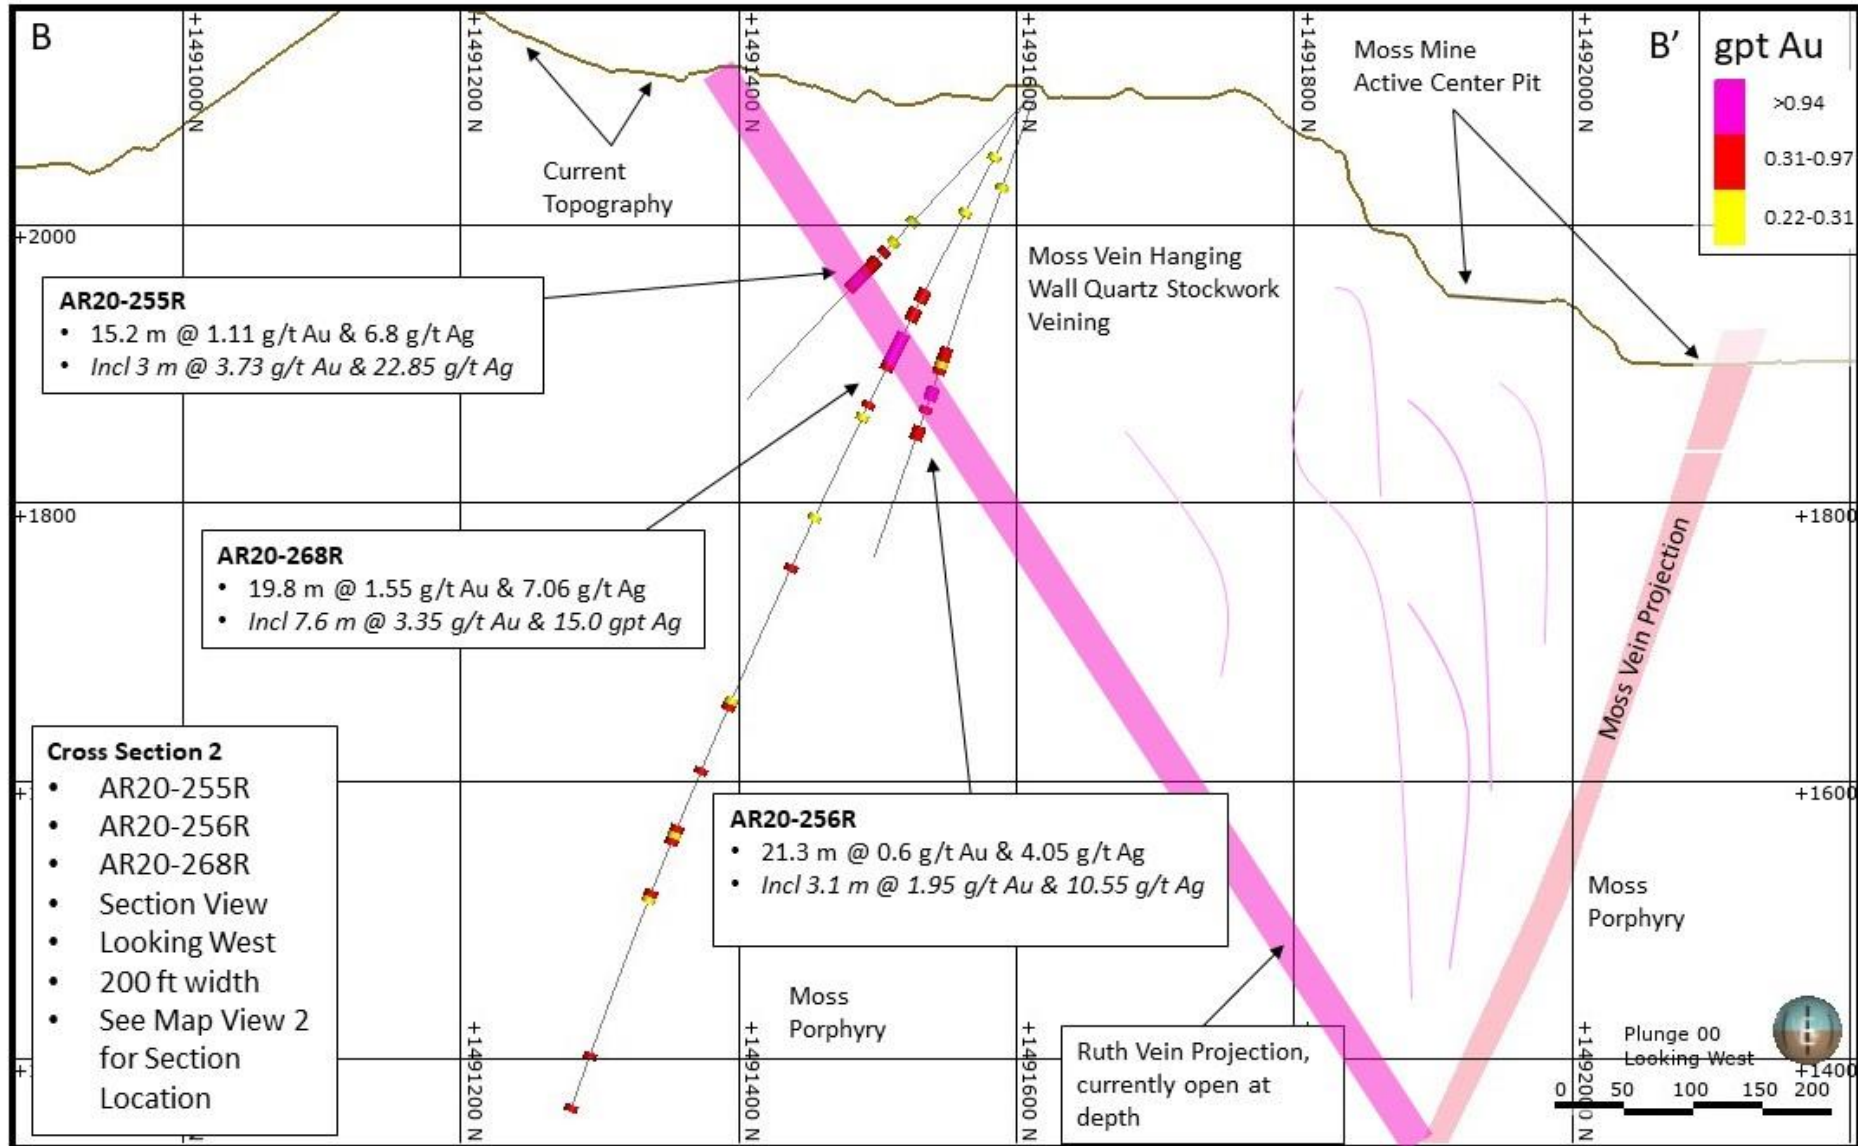 B
B’
+1491000 N
+1491200 N
+1491400 N
+1491600 N
+1491800 N
+1492000 N
gpt Au
>0.94
0.31-0.97
0.22-0.31
Moss Mine
Active Center Pit
Current
Topography
+2000
Moss Vein Hanging
Wall Quartz Stockwork
Veining
AR20-255R
• 15.2 m @ 1.11 g/t Au & 6.8 g/t Ag
• Incl 3 m @ 3.73 g/t Au & 22.85 g/t Ag
+1800
+1800
AR20-268R
• 19.8 m @ 1.55 g/t Au & 7.06 g/t Ag
• Incl 7.6 m @ 3.35 g/t Au & 15.0 gpt Ag
Moss Vein Projection
Cross Section 2
• AR20-255R
• AR20-256R
• AR20-268R
• Section View
• Looking West
• 200 ft width
• See Map View 2
for Section
Location
+1600
AR20-256R
• 21.3 m @ 0.6 g/t Au & 4.05 g/t Ag
• Incl 3.1 m @ 1.95 g/t Au & 10.55 g/t Ag
Moss
Porphyry
Moss
Porphyry
Ruth Vein Projection,
currently open at
depth
+1491200 N
+1491400 N
+1491600 N
+1492000 N
Plunge 00
Looking West
+1400
0 50 100 150 200